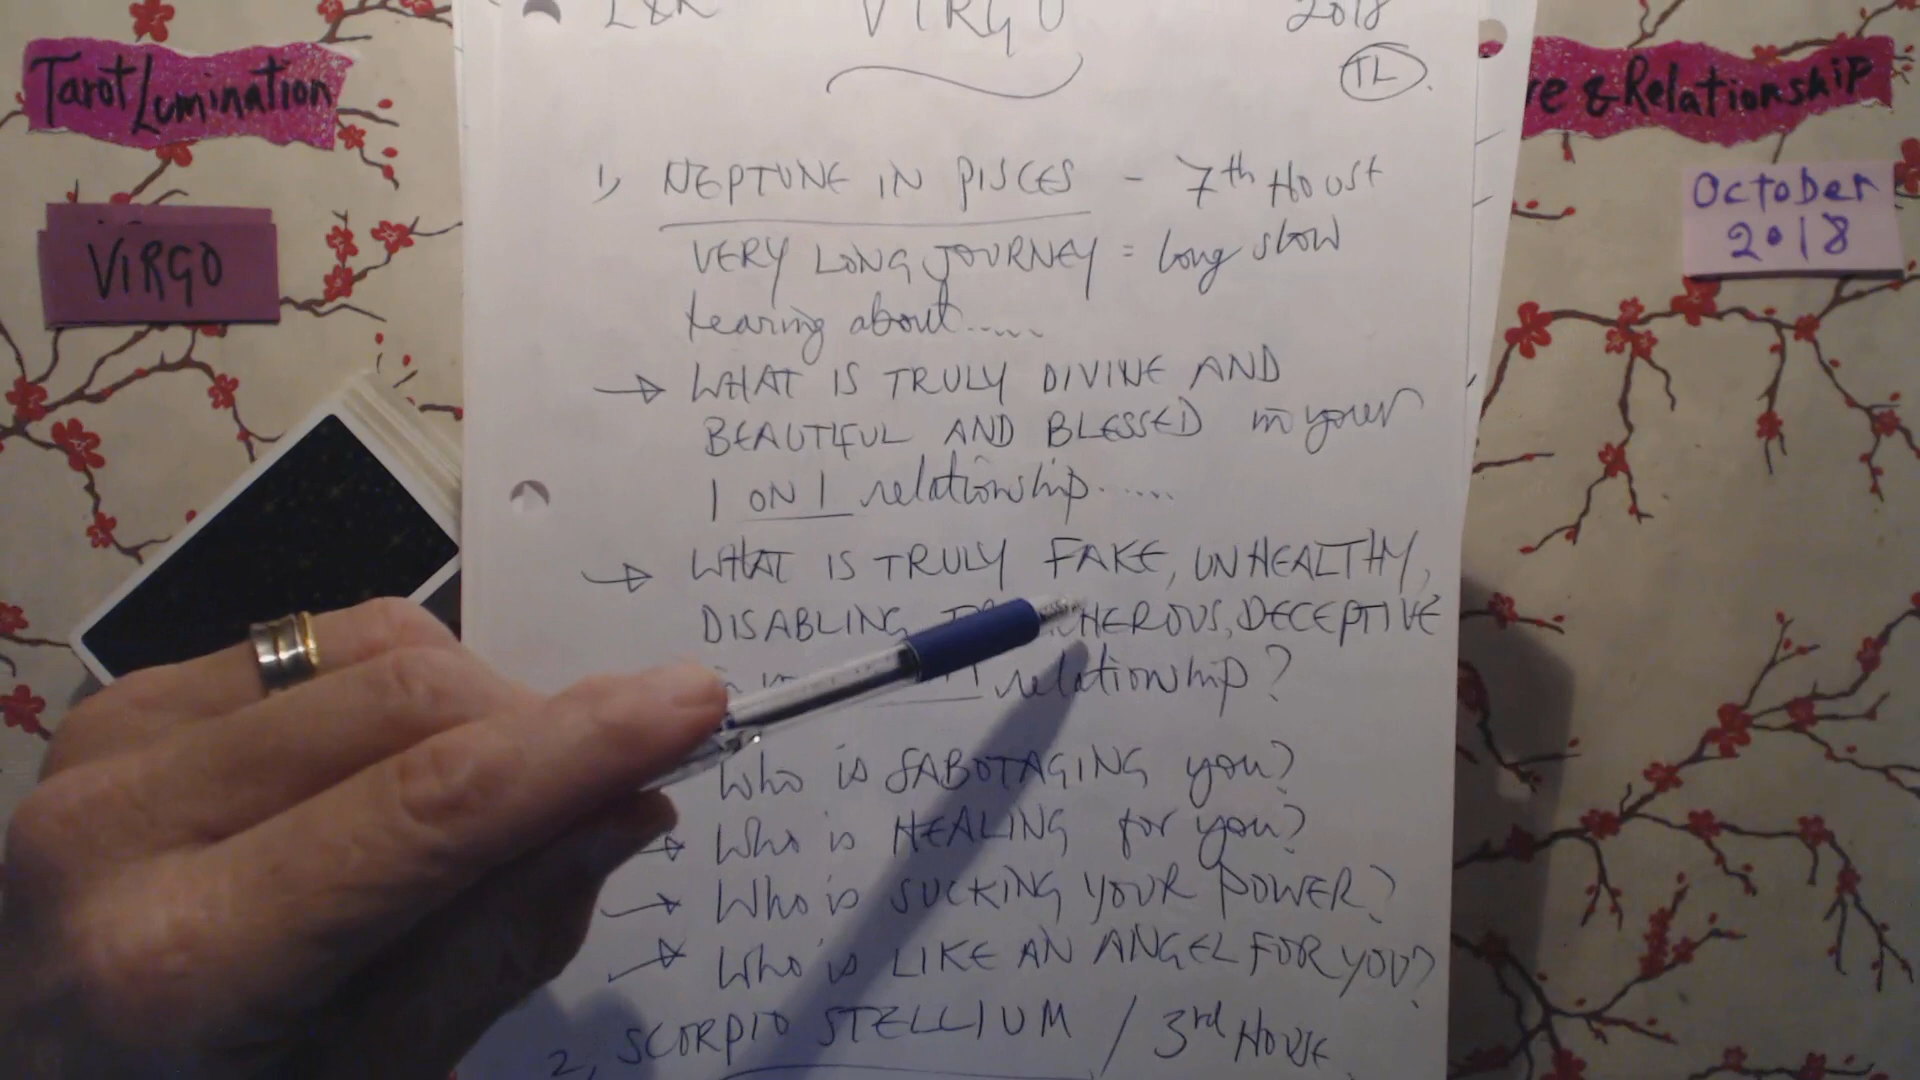 Tarot Lumination
VIRGO
L&R VIRGO 2018
TL
1, NEPTUNE IN PISCES - 7th House
VERY LONG JOURNEY = long slow
tearing about.....
→ WHAT IS TRULY DIVINE AND
BEAUTIFUL AND BLESSED in your
1 ON 1 relationship.....
→ WHAT IS TRULY FAKE, UNHEALTHY,
DISABLING, DECEPTIVE
relationship?
Who is SABOTAGING you?
→ Who is HEALING for you?
→ Who is SUCKING YOUR POWER?
→ Who is LIKE AN ANGEL FOR YOU?
2, SCORPIO STELLIUM / 3rd House
& Relationship
October
2018